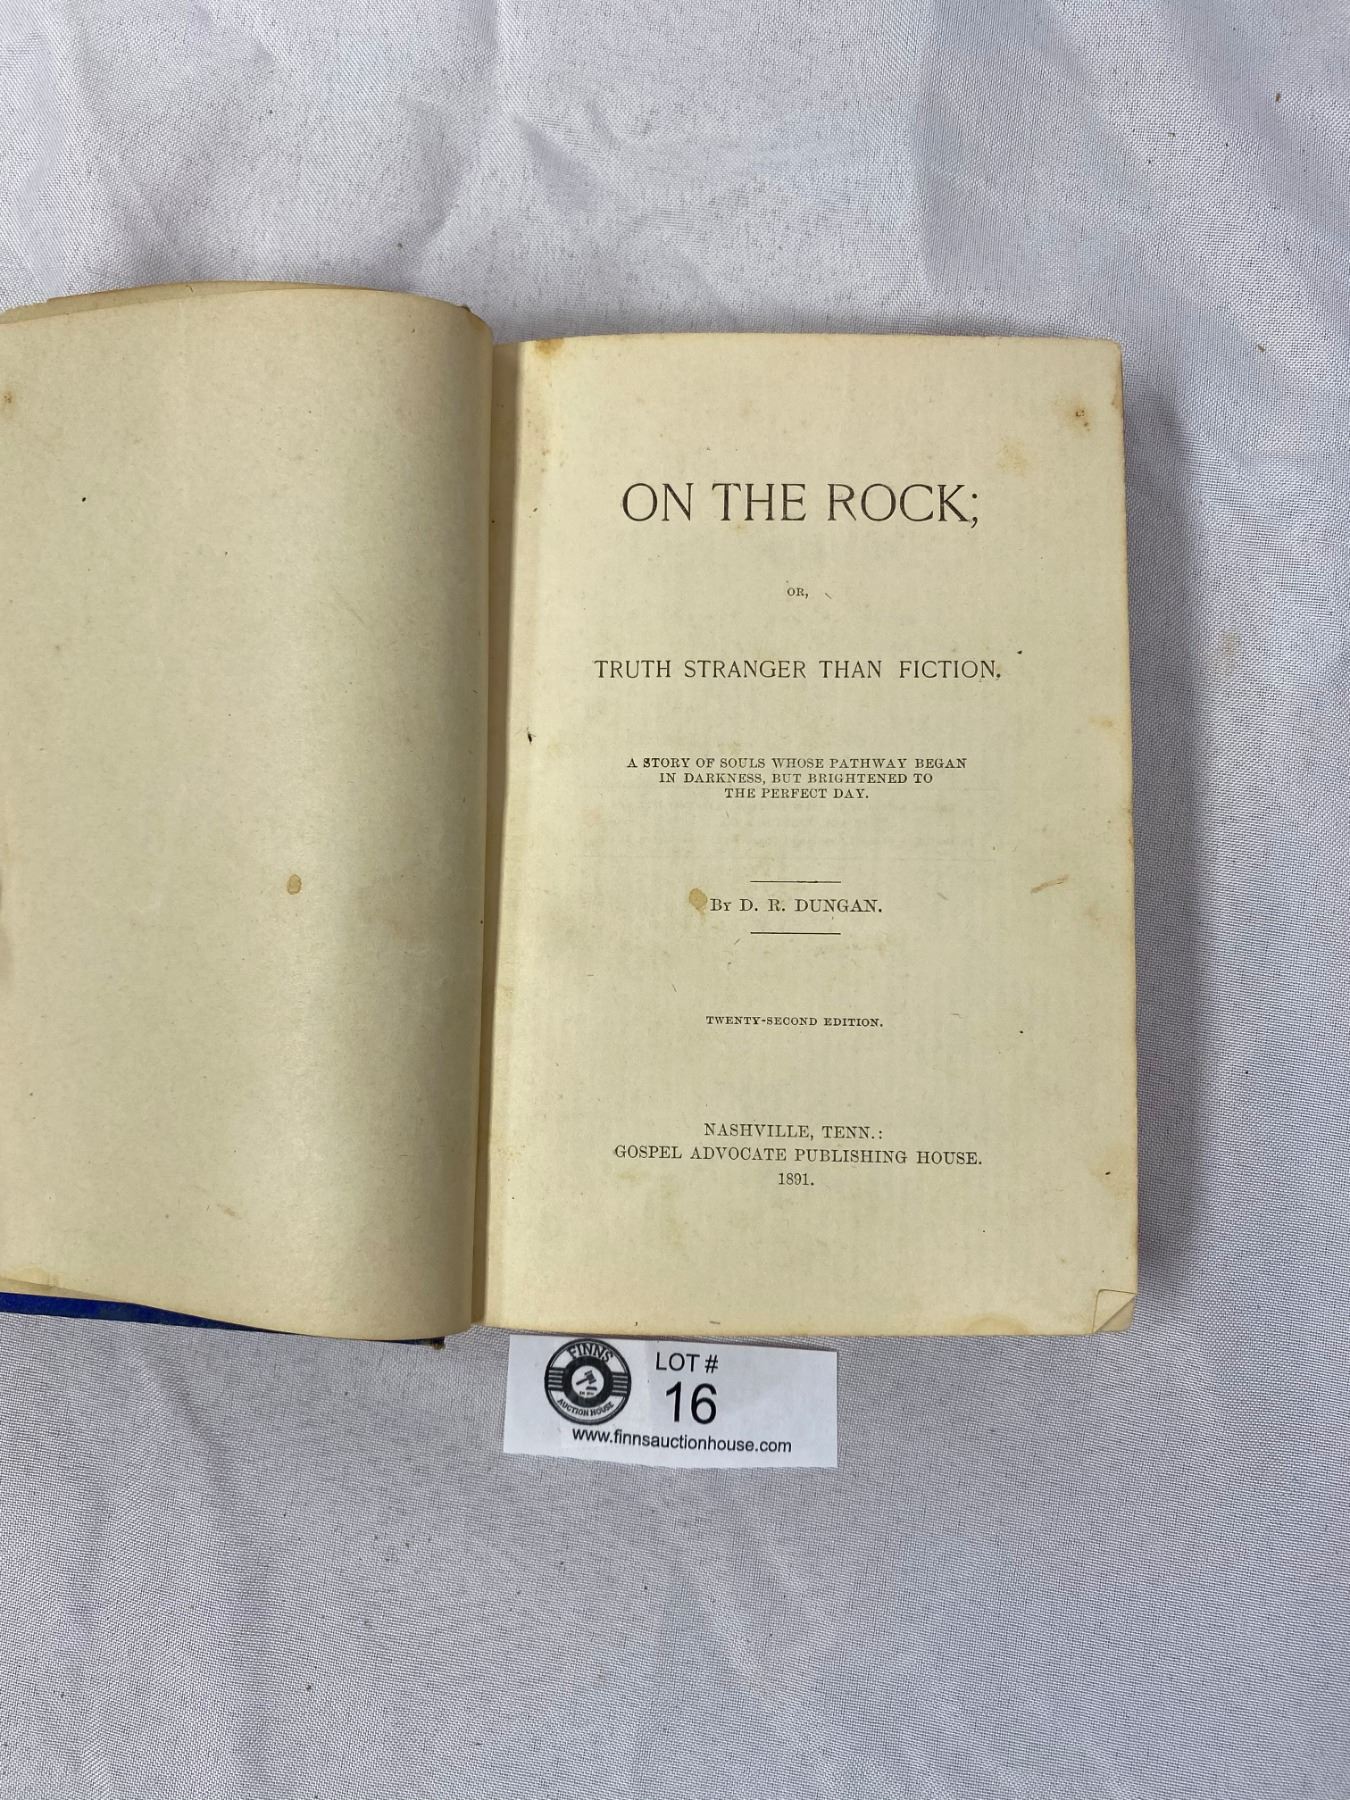 ON THE ROCK;
OR,
TRUTH STRANGER THAN FICTION.
A STORY OF SOULS WHOSE PATHWAY BEGAN
IN DARKNESS, BUT BRIGHTENED TO
THE PERFECT DAY.
By D. R. DUNGAN.
TWENTY-SECOND EDITION.
NASHVILLE, TENN.:
GOSPEL ADVOCATE PUBLISHING HOUSE.
1891.
FINNS
AUCTION HOUSE
LOT #
16
www.finnsauctionhouse.com